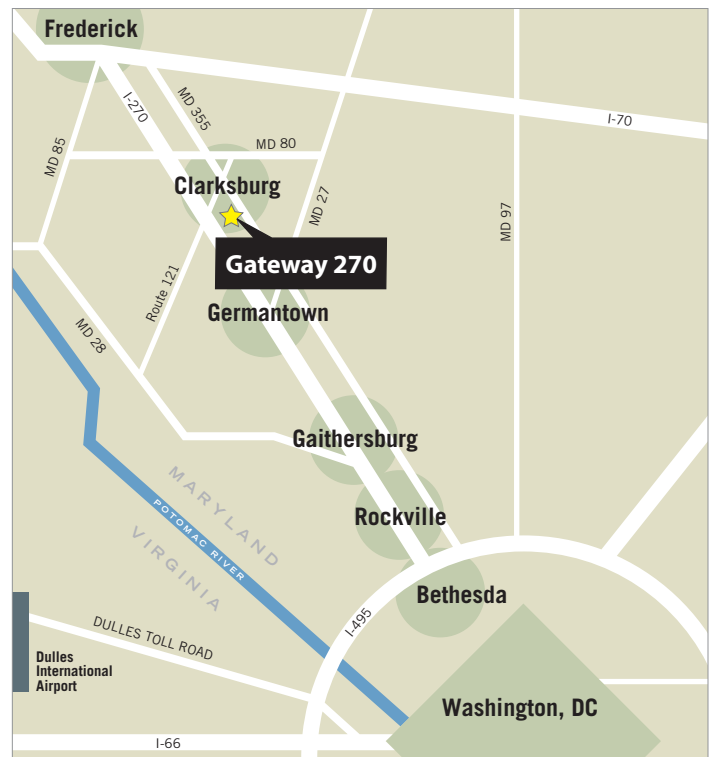 Frederick
I-270
MD 355
I-70
MD 85
MD 80
Clarksburg
MD 27
MD 97
Gateway 270
Route 121
Germantown
MD 28
Gaithersburg
MARYLAND
Rockville
POTOMAC RIVER
VIRGINIA
Bethesda
I-495
DULLES TOLL ROAD
Dulles
International
Airport
Washington, DC
I-66